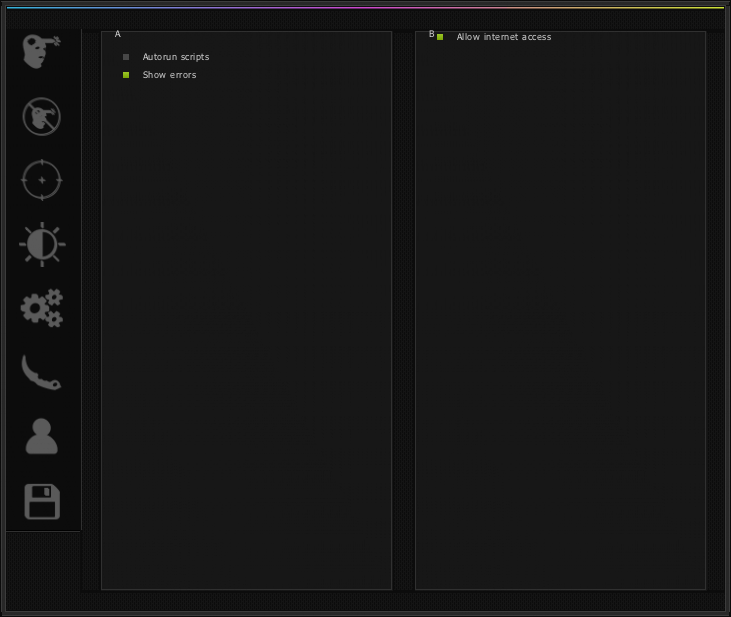 A
Autorun scripts
Show errors
B
Allow internet access